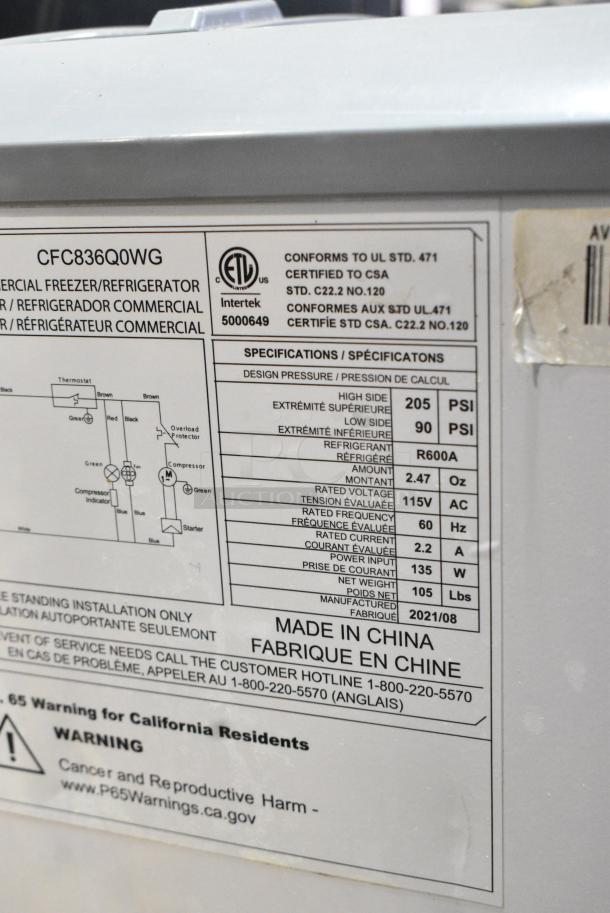 CFC836Q0WG
FREEZER/REFRIGERATOR
/ REFRIGERADOR COMMERCIAL
/ RÉFRIGÉRATEUR COMMERCIAL
Thermostat
Black
Brown
Brown
Green
Red
Black
Overload
Protector
Green
Fan
Compressor
M
1~
Green
Compressor
Indicator
Blue
Blue
Starter
White
Blue
C ETL US
Intertek
5000649
CONFORMS TO UL STD. 471
CERTIFIED TO CSA
STD. C22.2 NO.120
CONFORMES AUX STD UL.471
CERTIFIE STD CSA. C22.2 NO.120
SPECIFICATIONS / SPÉCIFICATONS
DESIGN PRESSURE / PRESSION DE CALCUL
HIGH SIDE
EXTRÉMITÉ SUPÉRIEURE 205 PSI
LOW SIDE
EXTRÉMITÉ INFÉRIEURE 90 PSI
REFRIGERANT
RÉFRIGÉRÉ R600A
AMOUNT
MONTANT 2.47 Oz
RATED VOLTAGE
TENSION ÉVALUAÉE 115V AC
RATED FREQUENCY
FRÉQUENCE ÉVALUÉE 60 Hz
RATED CURRENT
COURANT ÉVALUÉE 2.2 A
POWER INPUT
PRISE DE COURANT 135 W
NET WEIGHT
POIDS NET 105 Lbs
MANUFACTURED
FABRIQUÉ 2021/08
STANDING INSTALLATION ONLY
AUTOPORTANTE SEULEMONT
MADE IN CHINA
FABRIQUE EN CHINE
OF SERVICE NEEDS CALL THE CUSTOMER HOTLINE 1-800-220-5570
EN CAS DE PROBLÈME, APPELER AU 1-800-220-5570 (ANGLAIS)
65 Warning for California Residents
WARNING
Cancer and Reproductive Harm -
www.P65Warnings.ca.gov
AV